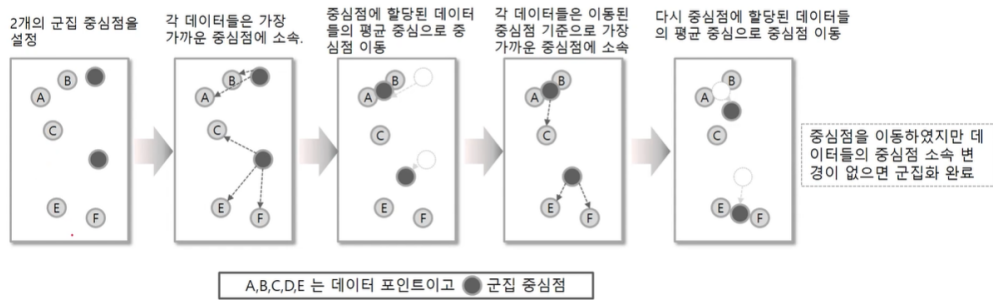 2개의 군집 중심점을
설정
각 데이터들은 가장
가까운 중심점에 소속.
중심점에 할당된 데이터
들의 평균 중심으로 중
심점 이동
각 데이터들은 이동된
중심점 기준으로 가장
가까운 중심점에 소속
다시 중심점에 할당된 데이터들
의 평균 중심으로 중심점 이동
B
A
C
E
F
B
A
C
E
F
B
A
C
E
F
B
A
C
E
F
B
A
C
E
F
중심점을 이동하였지만 데
이터들의 중심점 소속 변
경이 없으면 군집화 완료
A,B,C,D,E 는 데이터 포인트이고 군집 중심점